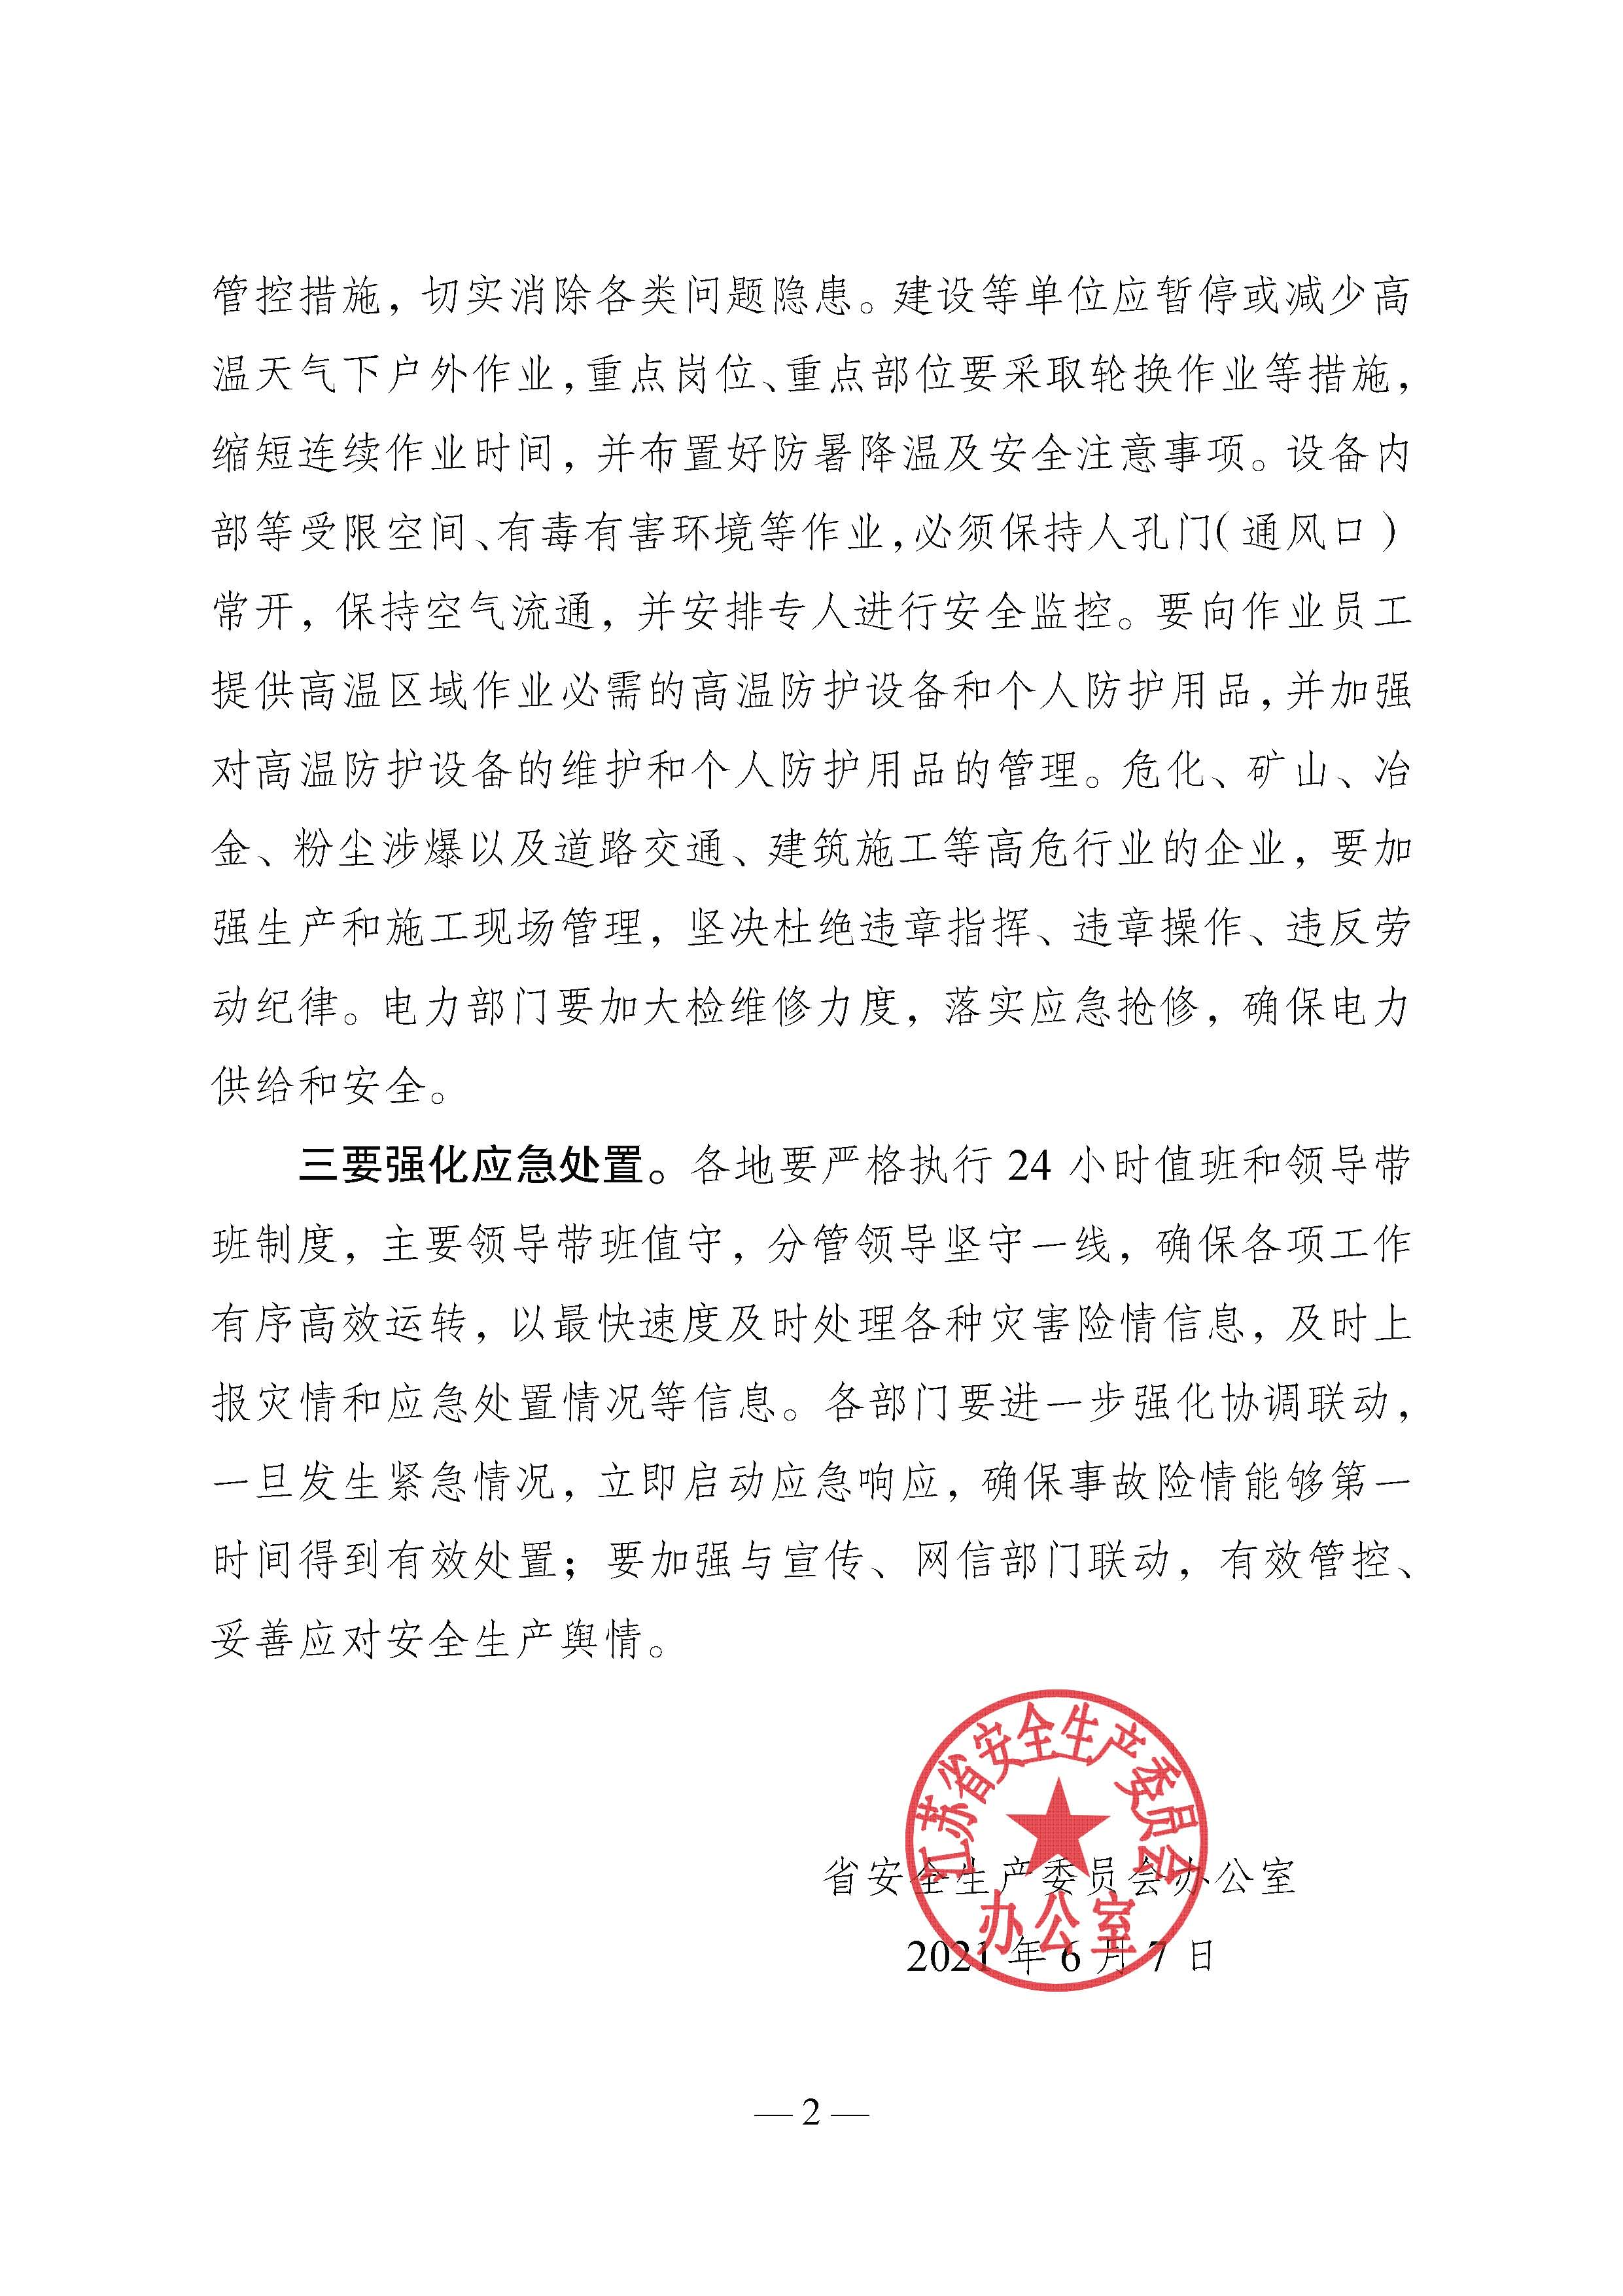 管控措施，切实消除各类问题隐患。建设等单位应暂停或减少高
温天气下户外作业，重点岗位、重点部位要采取轮换作业等措施，
缩短连续作业时间，并布置好防暑降温及安全注意事项。设备内
部等受限空间、有毒有害环境等作业，必须保持人孔门（通风口）
常开，保持空气流通，并安排专人进行安全监控。要向作业员工
提供高温区域作业必需的高温防护设备和个人防护用品，并加强
对高温防护设备的维护和个人防护用品的管理。危化、矿山、冶
金、粉尘涉爆以及道路交通、建筑施工等高危行业的企业，要加
强生产和施工现场管理，坚决杜绝违章指挥、违章操作、违反劳
动纪律。电力部门要加大检维修力度，落实应急抢修，确保电力
供给和安全。
三要强化应急处置。各地要严格执行 24 小时值班和领导带
班制度，主要领导带班值守，分管领导坚守一线，确保各项工作
有序高效运转，以最快速度及时处理各种灾害险情信息，及时上
报灾情和应急处置情况等信息。各部门要进一步强化协调联动，
一旦发生紧急情况，立即启动应急响应，确保事故险情能够第一
时间得到有效处置；要加强与宣传、网信部门联动，有效管控、
妥善应对安全生产舆情。
江苏省安全生产委员会
办公室
省安全生产委员会办公室
2021 年 6 月 7 日
— 2 —